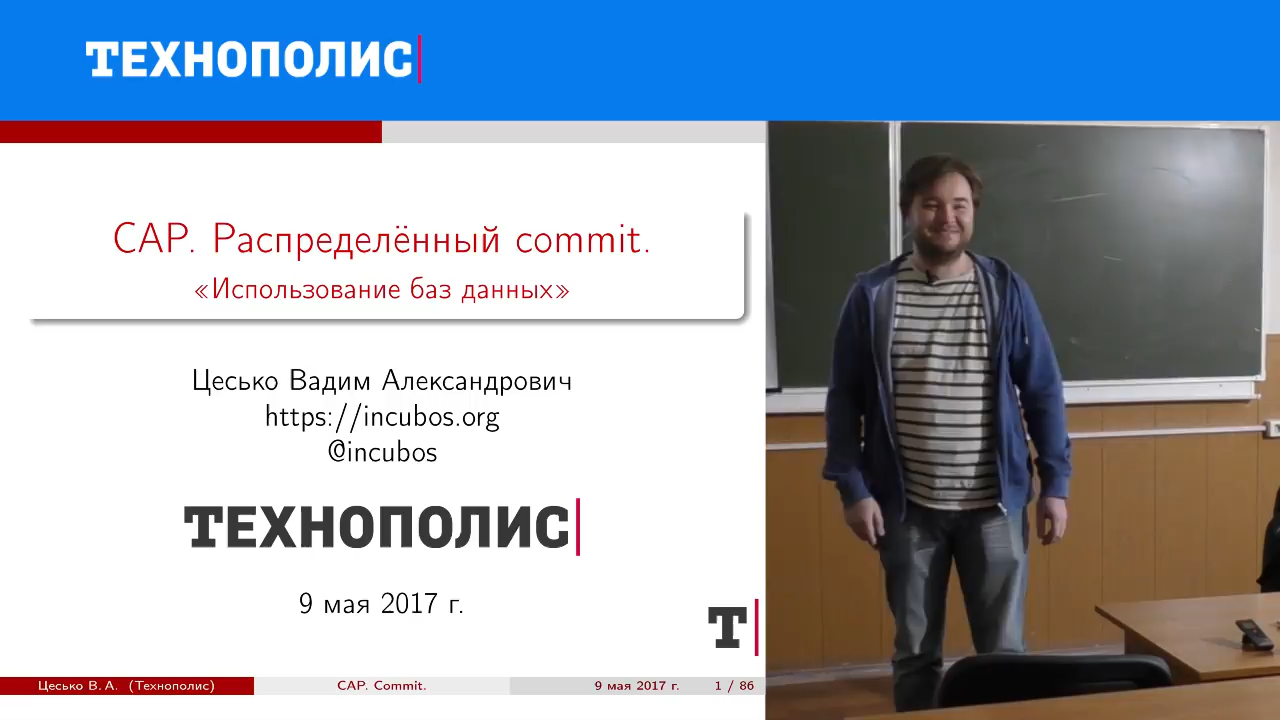 ТЕХНОПОЛИС
CAP. Распределённый commit.
«Использование баз данных»
Цесько Вадим Александрович
https://incubos.org
@incubos
ТЕХНОПОЛИС
9 мая 2017 г.
Т
Цесько В. А. (Технополис) CAP. Commit. 9 мая 2017 г. 1 / 86